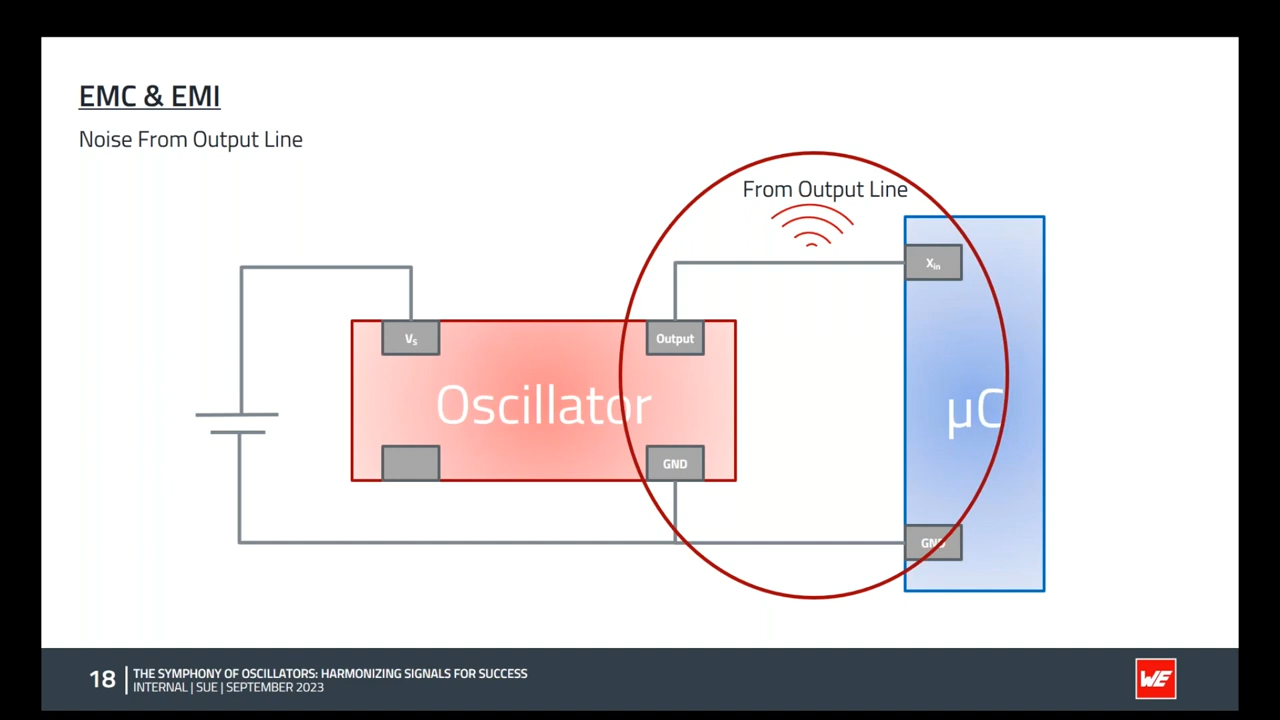 EMC & EMI
Noise From Output Line
From Output Line
Xin
Vs
Output
Oscillator
µC
GND
GND
18
THE SYMPHONY OF OSCILLATORS: HARMONIZING SIGNALS FOR SUCCESS
INTERNAL | SUE | SEPTEMBER 2023
WE